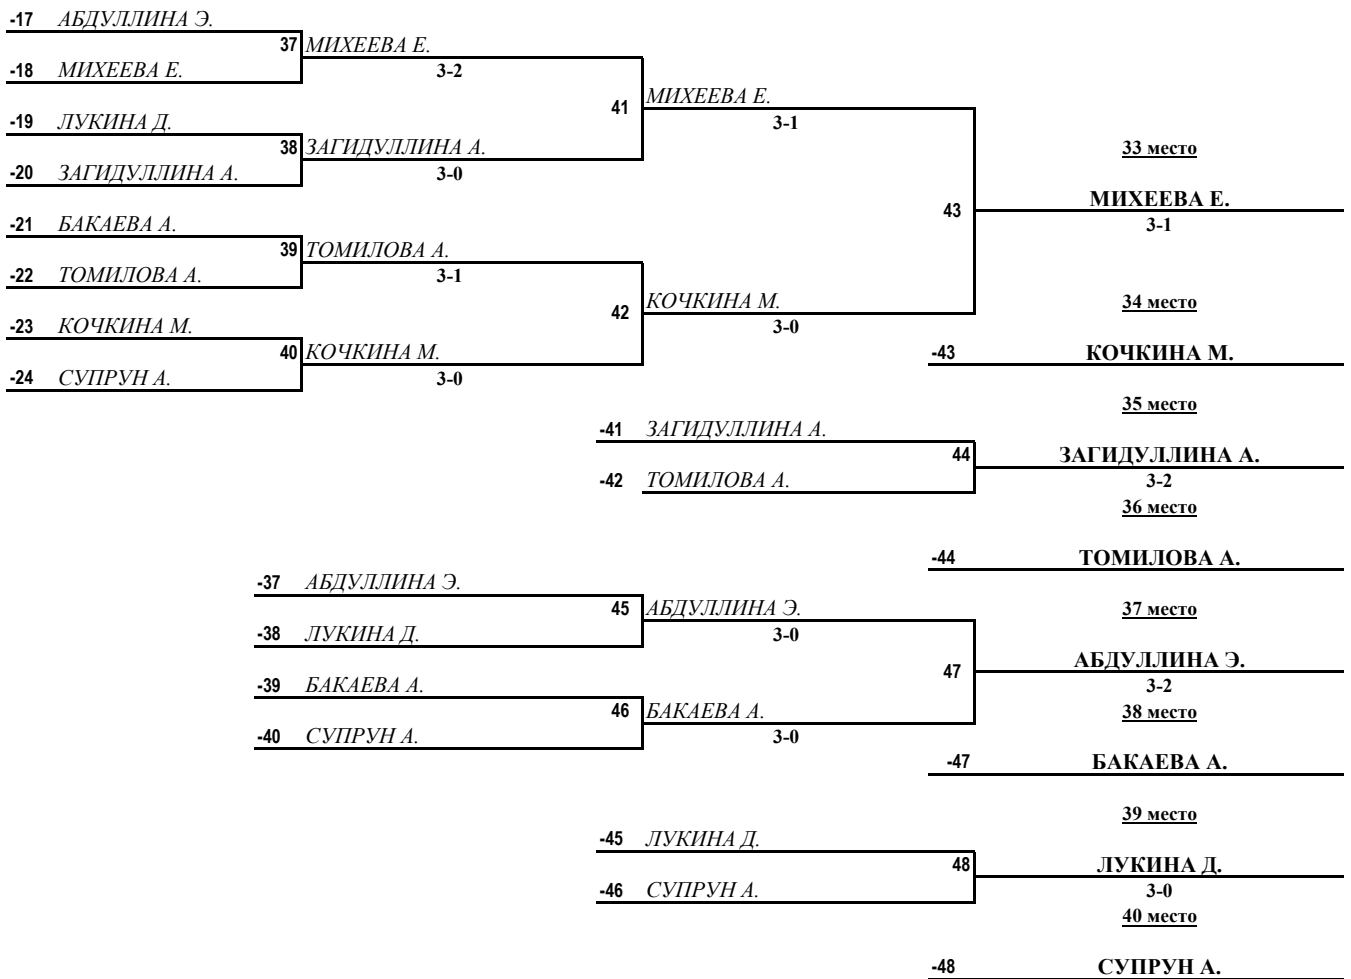 -17 АБДУЛЛИНА Э.
37 МИХЕЕВА Е.
-18 МИХЕЕВА Е. 3-2
41 МИХЕЕВА Е.
-19 ЛУКИНА Д. 3-1
38 ЗАГИДУЛЛИНА А. 33 место
-20 ЗАГИДУЛЛИНА А. 3-0
МИХЕЕВА Е.
43
-21 БАКАЕВА А. 3-1
39 ТОМИЛОВА А.
-22 ТОМИЛОВА А. 3-1
42 КОЧКИНА М. 34 место
-23 КОЧКИНА М. 3-0
40 КОЧКИНА М. -43 КОЧКИНА М.
-24 СУПРУН А. 3-0
35 место
-41 ЗАГИДУЛЛИНА А.
44 ЗАГИДУЛЛИНА А.
-42 ТОМИЛОВА А. 3-2
36 место
-44 ТОМИЛОВА А.
-37 АБДУЛЛИНА Э.
45 АБДУЛЛИНА Э. 37 место
-38 ЛУКИНА Д. 3-0
47 АБДУЛЛИНА Э.
-39 БАКАЕВА А. 3-2
46 БАКАЕВА А. 38 место
-40 СУПРУН А. 3-0
-47 БАКАЕВА А.
39 место
-45 ЛУКИНА Д.
48 ЛУКИНА Д.
-46 СУПРУН А. 3-0
40 место
-48 СУПРУН А.